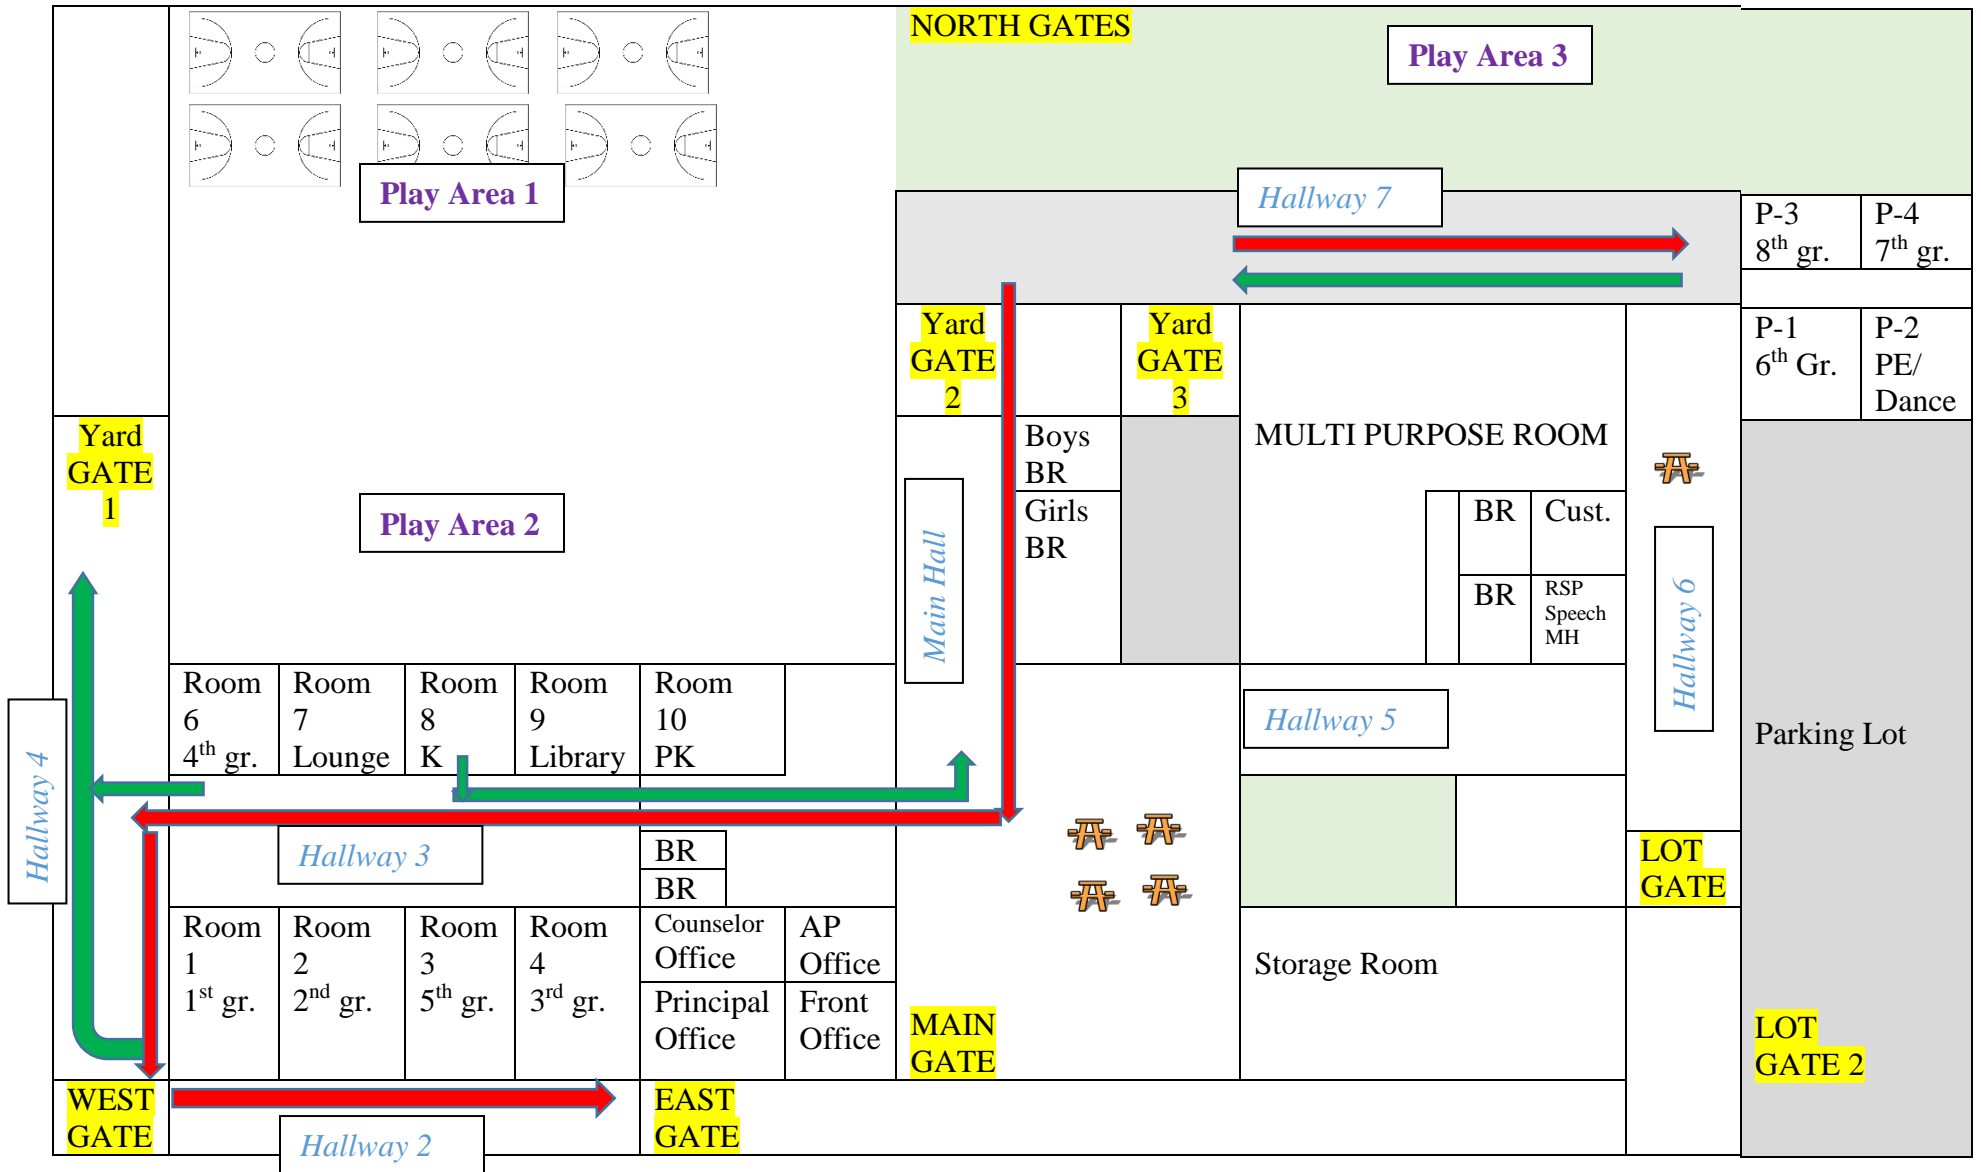 NORTH GATES
Play Area 3
Play Area 1
Hallway 7
P-3
8th gr.
P-4
7th gr.
Yard
GATE
2
Yard
GATE
3
P-1
6th Gr.
P-2
PE/
Dance
Yard
GATE
1
Play Area 2
Main Hall
Boys
BR
Girls
BR
MULTI PURPOSE ROOM
BR
Cust.
BR
RSP
Speech
MH
Hallway 6
Room
6
4th gr.
Room
7
Lounge
Room
8
K
Room
9
Library
Room
10
PK
Hallway 5
Parking Lot
Hallway 4
Hallway 3
BR
BR
LOT
GATE
Room
1
1st gr.
Room
2
2nd gr.
Room
3
5th gr.
Room
4
3rd gr.
Counselor
Office
AP
Office
Principal
Office
Front
Office
Storage Room
MAIN
GATE
LOT
GATE 2
WEST
GATE
EAST
GATE
Hallway 2